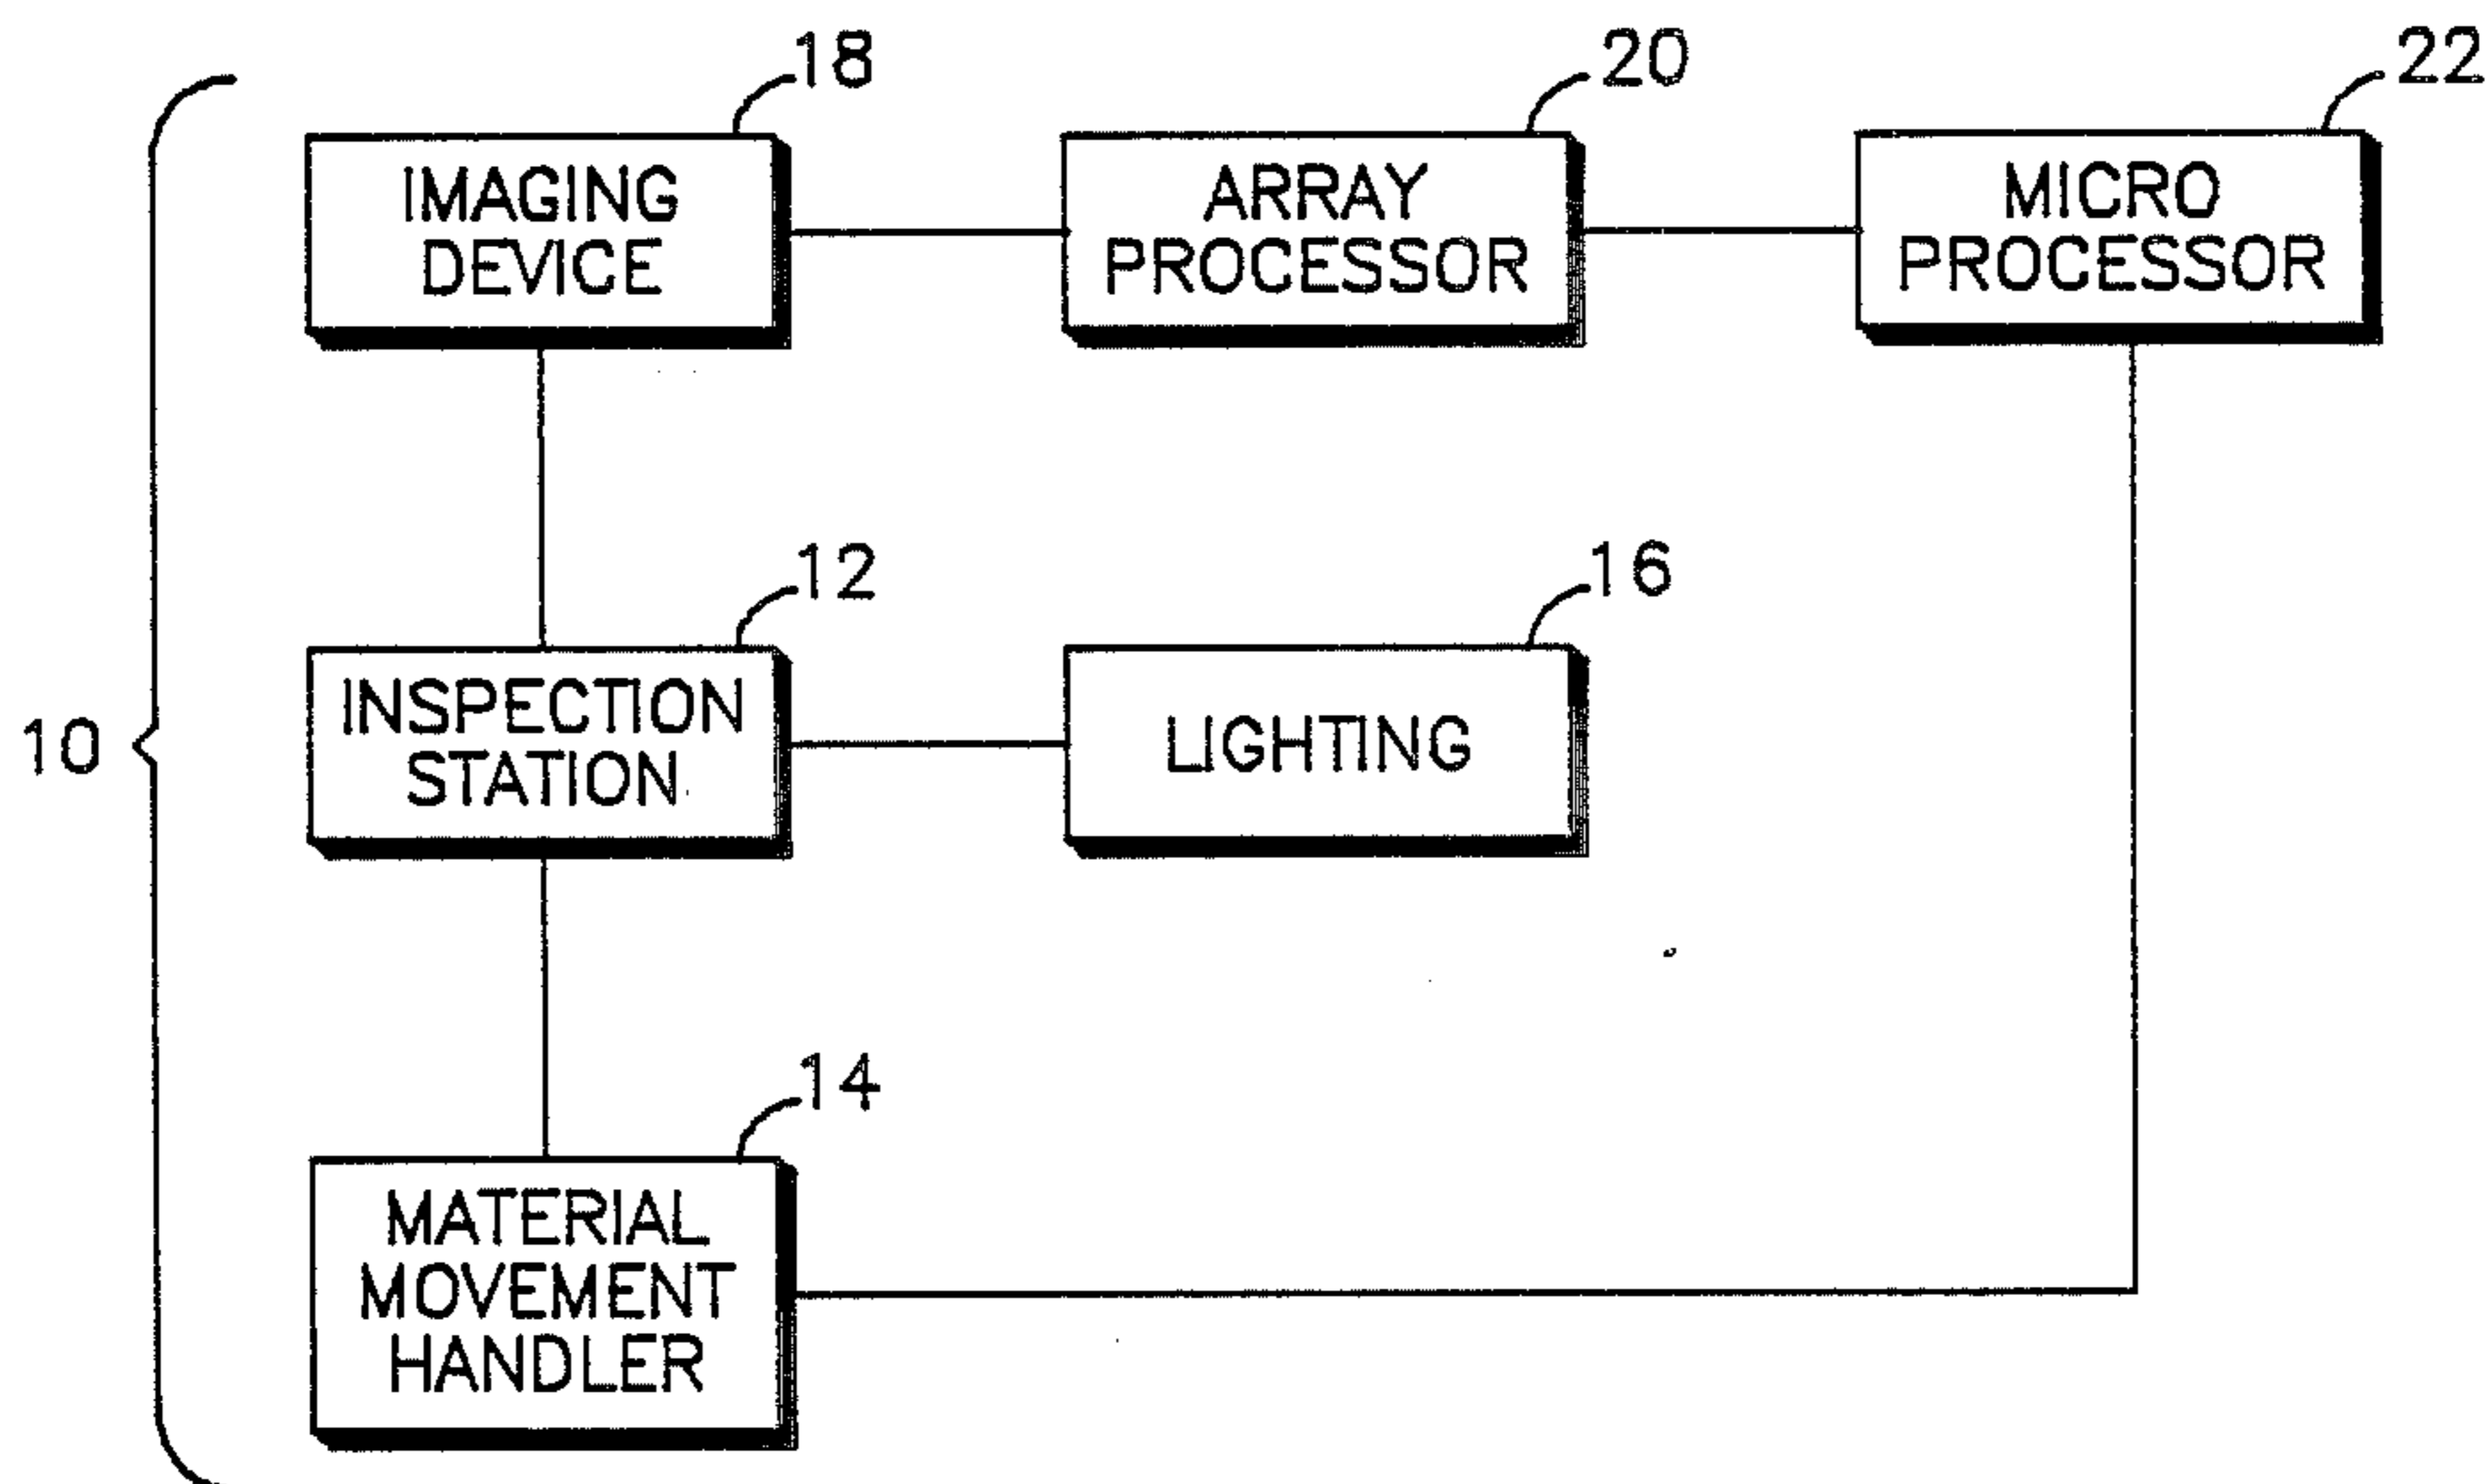 18
20
22
IMAGING
DEVICE
ARRAY
PROCESSOR
MICRO
PROCESSOR
12
16
INSPECTION
STATION
LIGHTING
10
14
MATERIAL
MOVEMENT
HANDLER